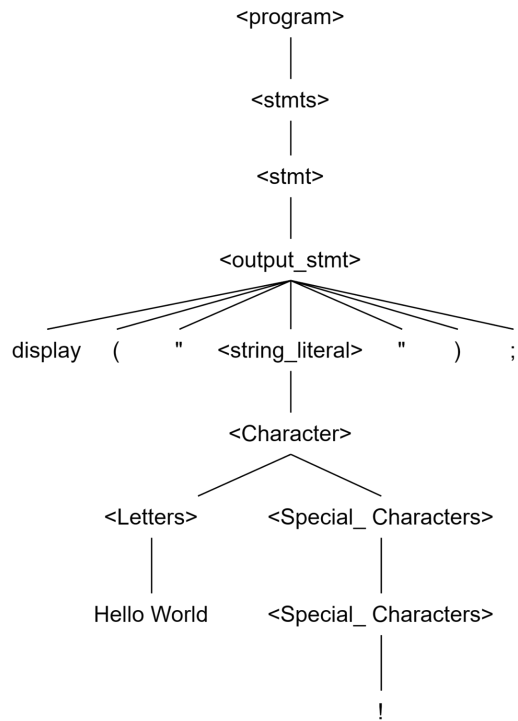 <program>
<stmts>
<stmt>
<output_stmt>
display ( " <string_literal> " ) ;
<Character>
<Letters> <Special_ Characters>
Hello World <Special_ Characters>
!